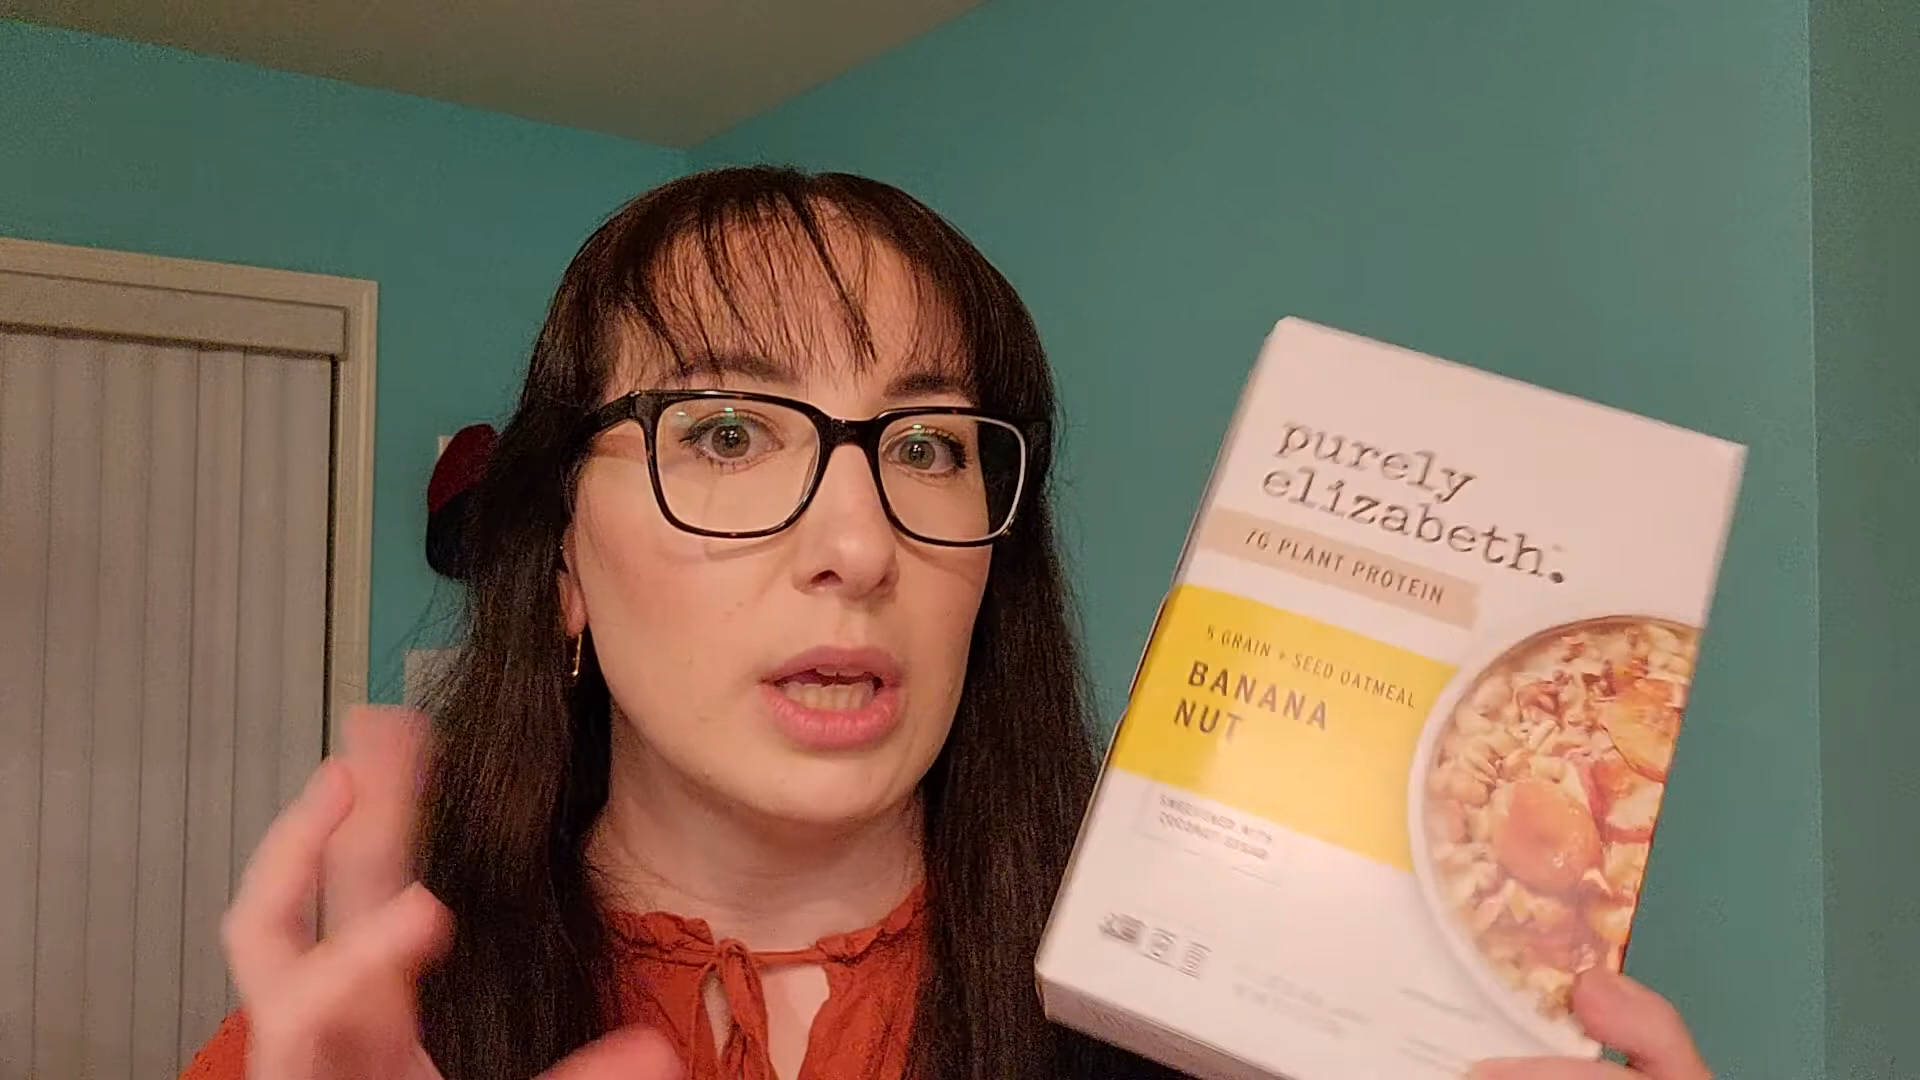 purely
elizabeth.
7G PLANT PROTEIN
5 GRAIN + SEED OATMEAL
BANANA
NUT
SWEETENED WITH
COCONUT SUGAR